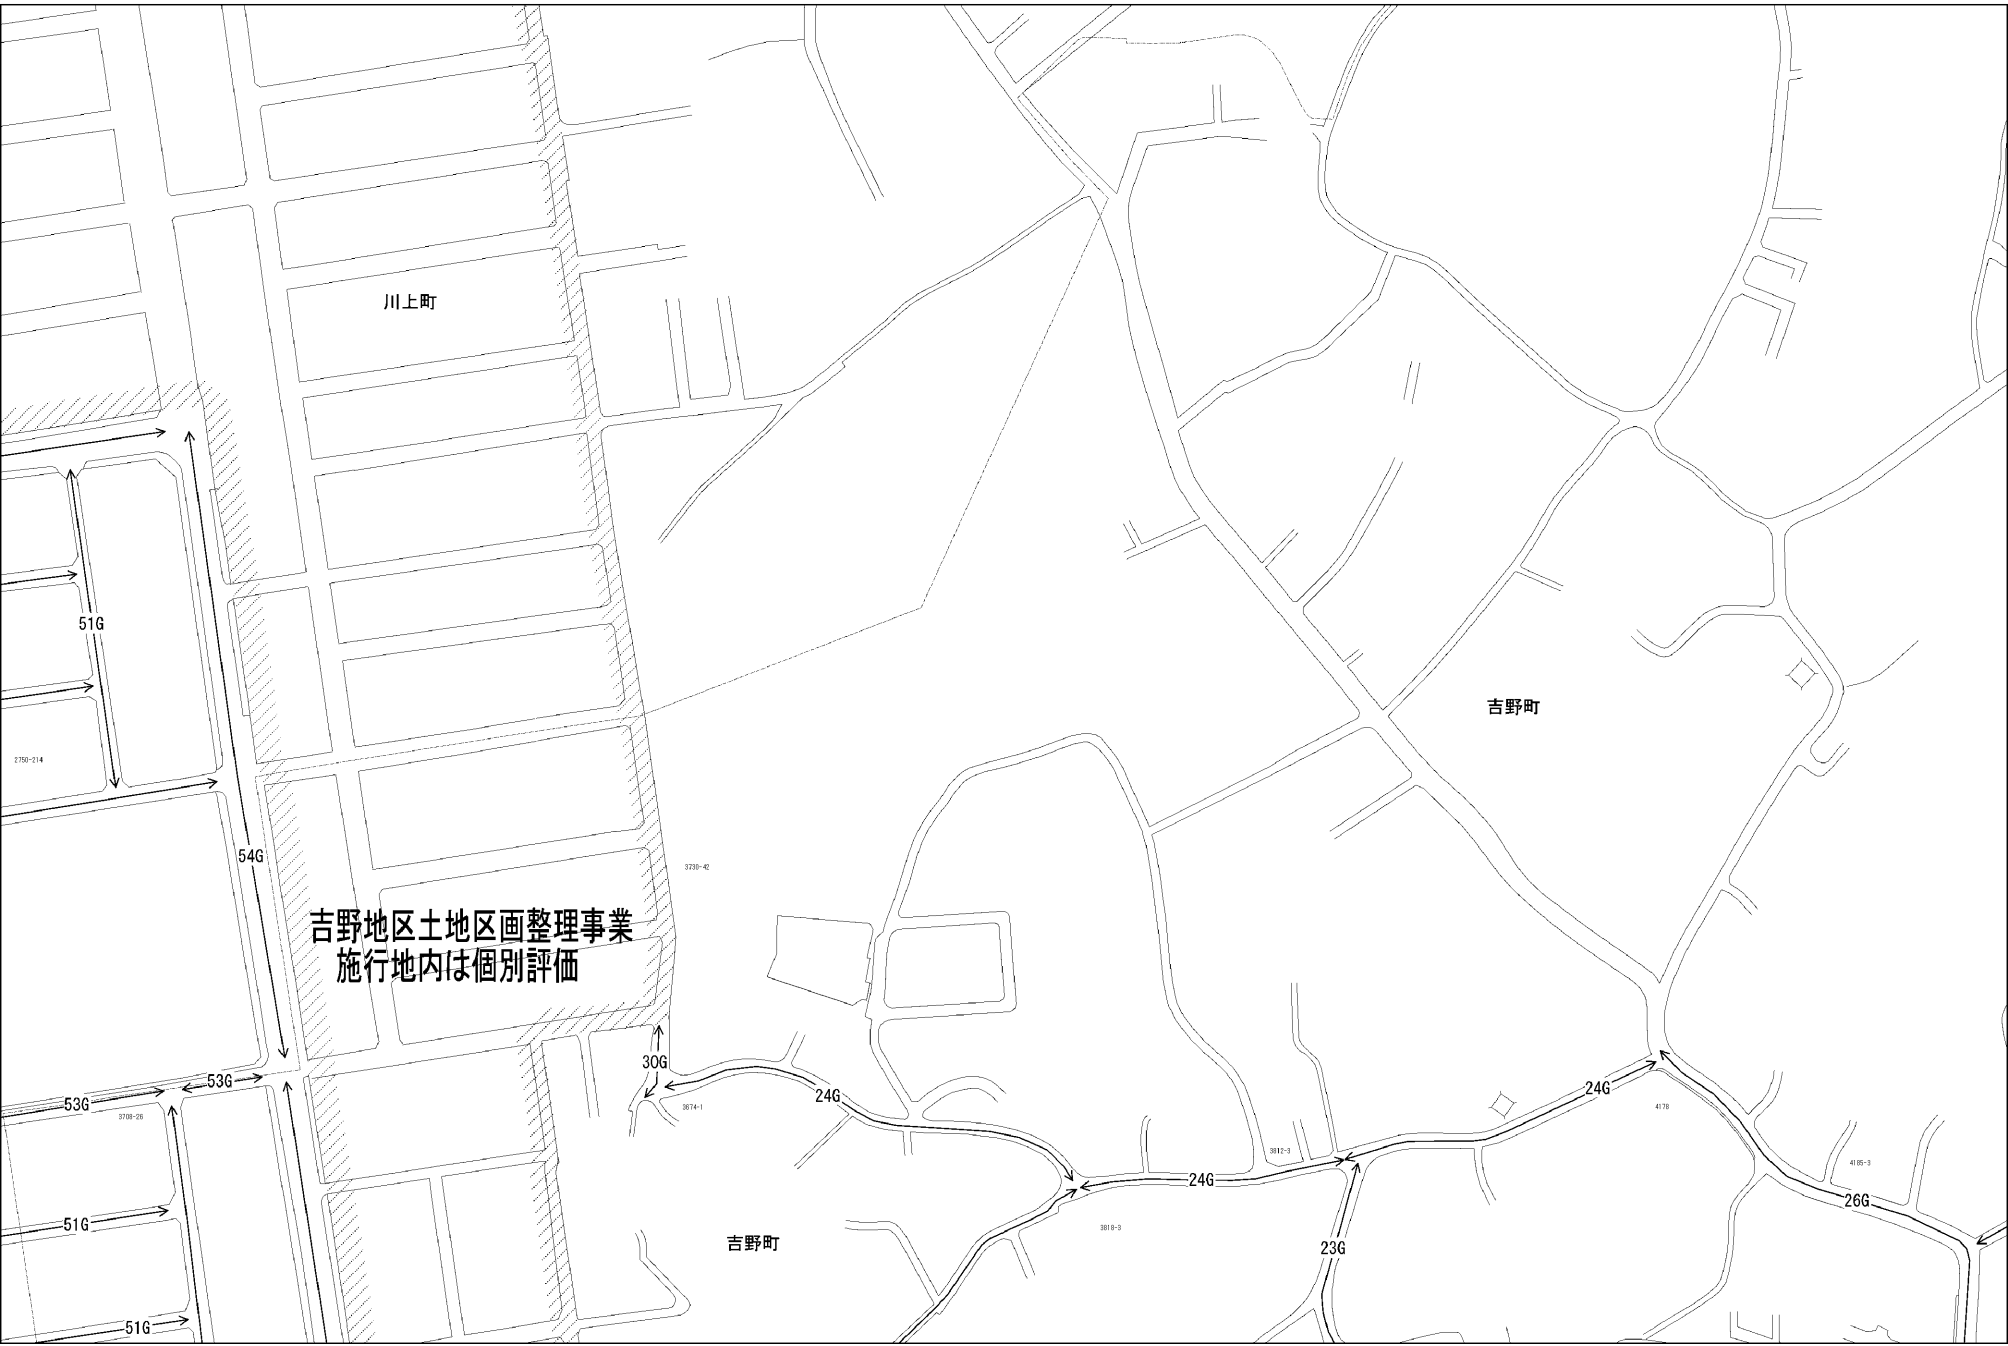 川上町
51G
吉野町
2750-214
54G
3730-42
吉野地区土地区画整理事業
施行地内は個別評価
30G
53G
24G
24G
53G
3674-1
4178
3708-26
3812-3
4185-3
24G
26G
51G
3818-3
吉野町
23G
51G